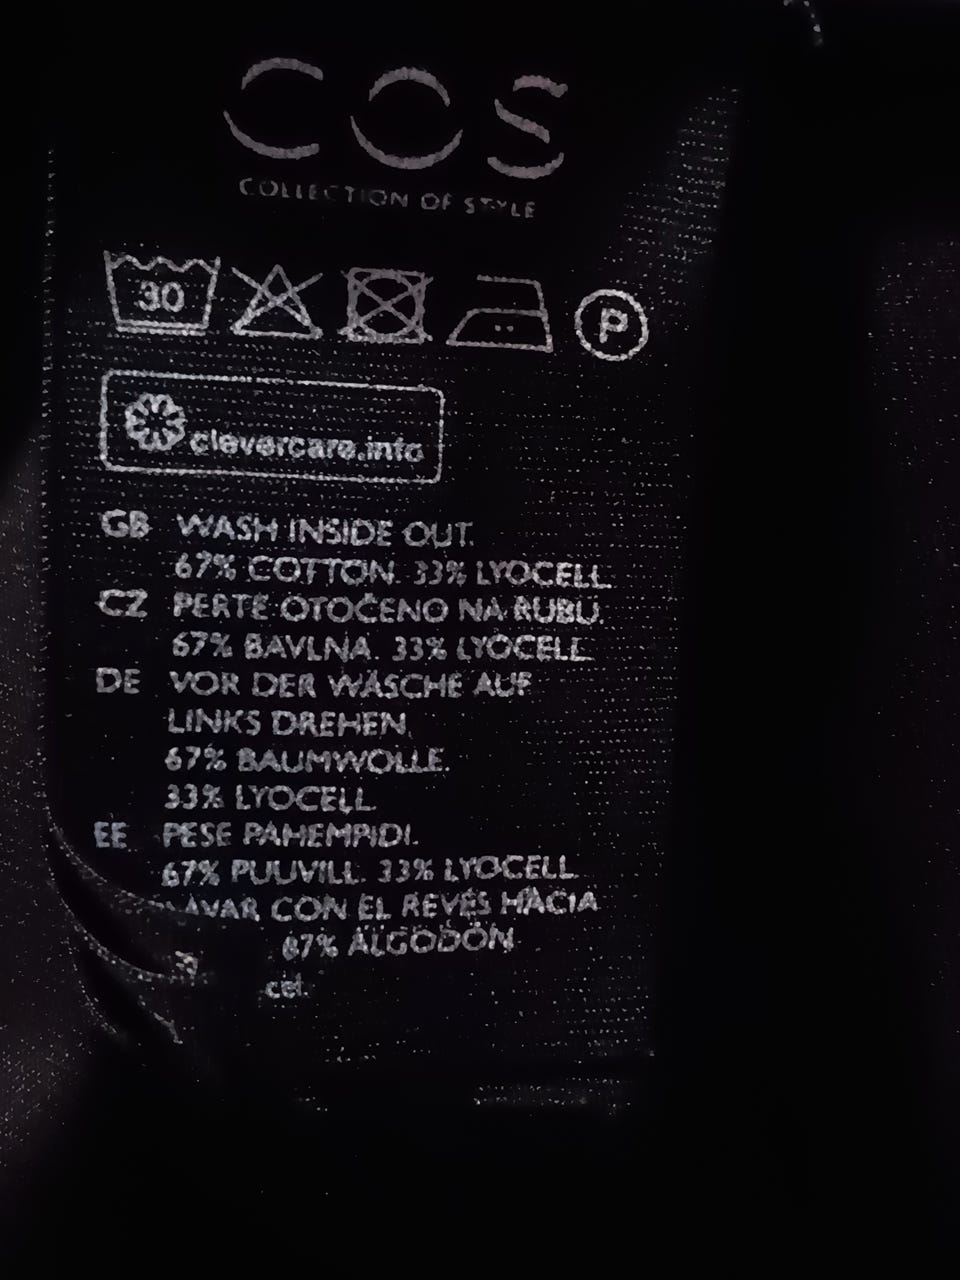 COS
COLLECTION OF STYLE
30
P
clevercare.info
GB WASH INSIDE OUT.
67% COTTON. 33% LYOCELL.
CZ PERTE OTOČENO NA RUBU.
67% BAVLNA. 33% LYOCELL.
DE VOR DER WÄSCHE AUF
LINKS DREHEN.
67% BAUMWOLLE.
33% LYOCELL.
EE PESE PAHEMPIDI.
67% PUUVILL. 33% LYOCELL.
LAVAR CON EL REVÉS HACIA
67% ALGODÓN